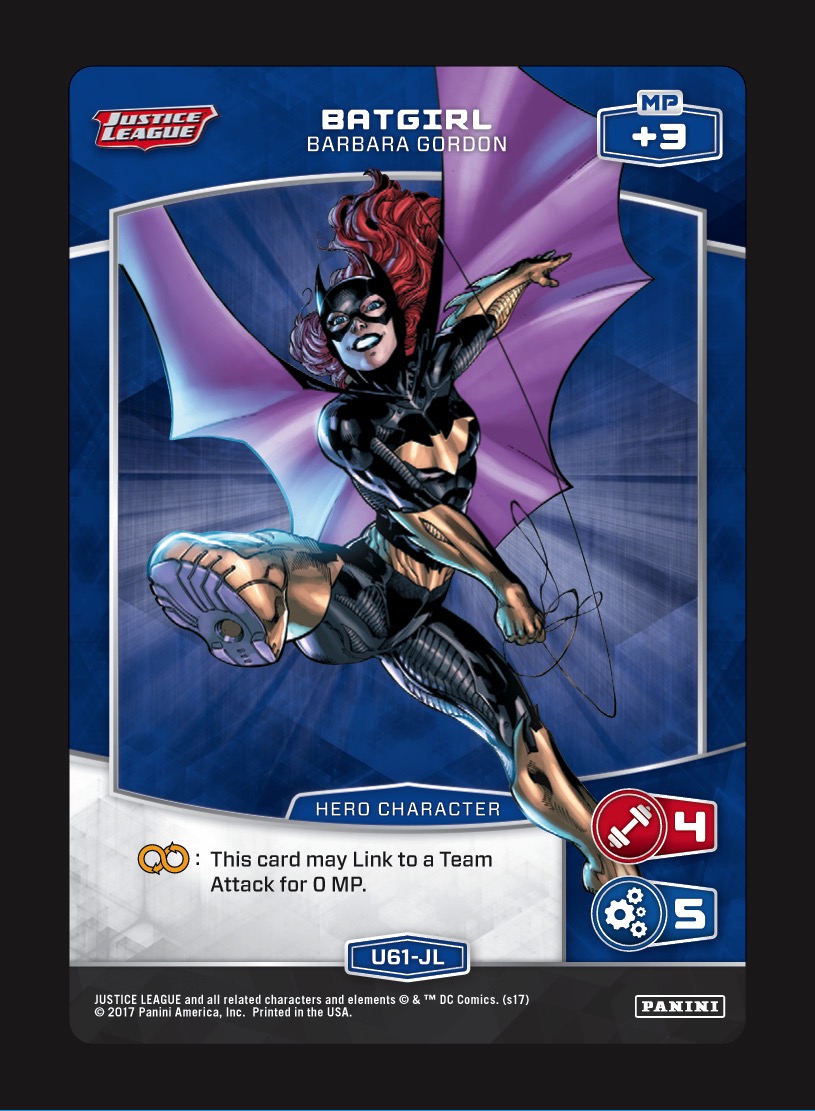 JUSTICE
LEAGUE
BATGIRL
BARBARA GORDON
MP
+3
HERO CHARACTER
4
: This card may Link to a Team
Attack for 0 MP.
5
U61-JL
JUSTICE LEAGUE and all related characters and elements © & ™ DC Comics. (s17)
© 2017 Panini America, Inc. Printed in the USA.
PANINI